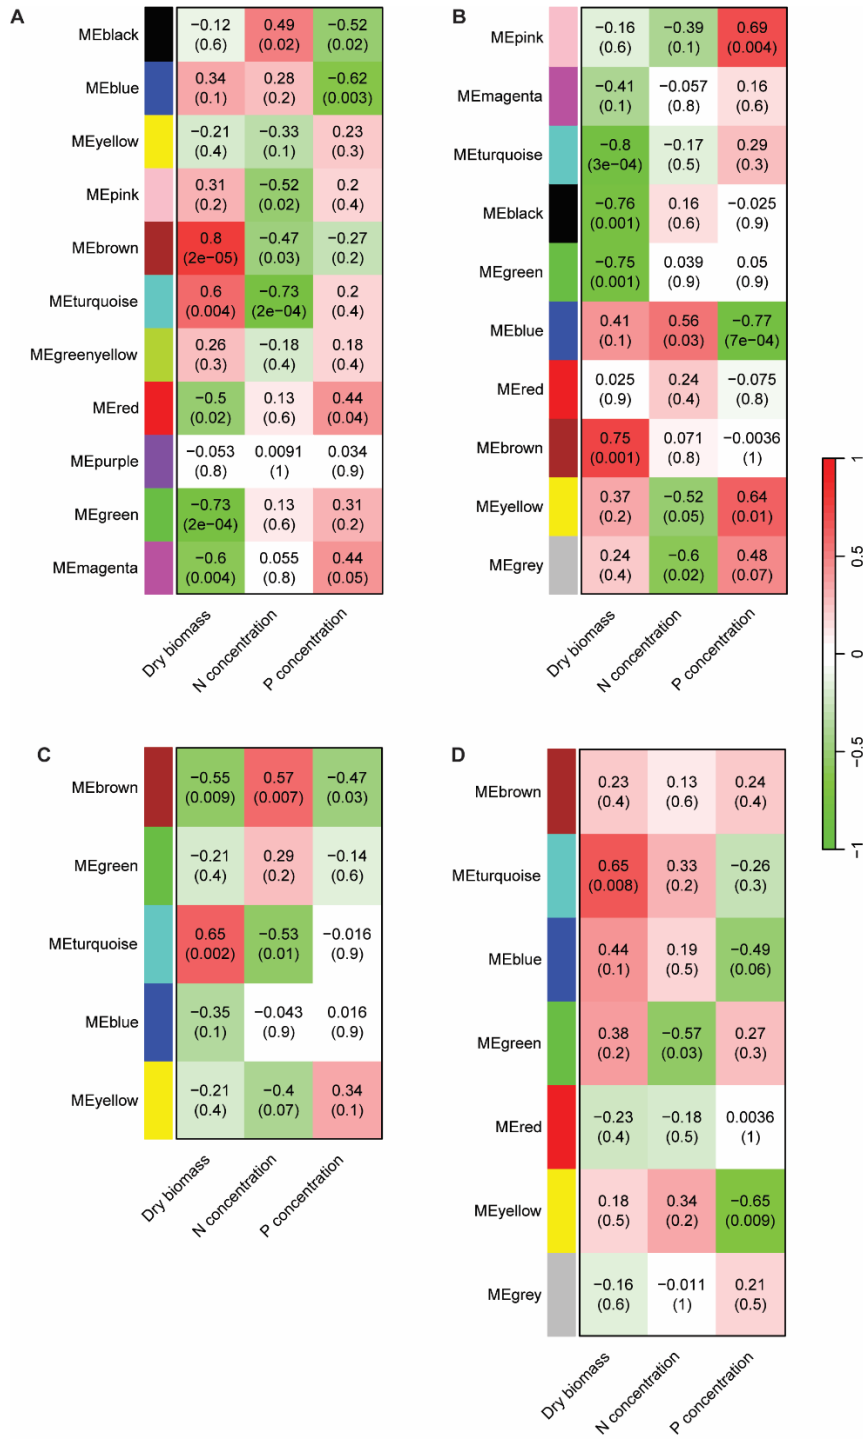 A
MEblack
−0.12 0.49 −0.52
(0.6) (0.02) (0.02)
MEblue
0.34 0.28 −0.62
(0.1) (0.2) (0.003)
MEyellow
−0.21 −0.33 0.23
(0.4) (0.1) (0.3)
MEpink
0.31 −0.52 0.2
(0.2) (0.02) (0.4)
MEbrown
0.8 −0.47 −0.27
(2e−05) (0.03) (0.2)
MEturquoise
0.6 −0.73 0.2
(0.004) (2e−04) (0.4)
MEgreenyellow
0.26 −0.18 0.18
(0.3) (0.4) (0.4)
MEred
−0.5 0.13 0.44
(0.02) (0.6) (0.04)
MEpurple
−0.053 0.0091 0.034
(0.8) (1) (0.9)
MEgreen
−0.73 0.13 0.31
(2e−04) (0.6) (0.2)
MEmagenta
−0.6 0.055 0.44
(0.004) (0.8) (0.05)
Dry biomass
N concentration
P concentration
B
MEpink
−0.16 −0.39 0.69
(0.6) (0.1) (0.004)
MEmagenta
−0.41 −0.057 0.16
(0.1) (0.8) (0.6)
MEturquoise
−0.8 −0.17 0.29
(3e−04) (0.5) (0.3)
MEblack
−0.76 0.16 −0.025
(0.001) (0.6) (0.9)
MEgreen
−0.75 0.039 0.05
(0.001) (0.9) (0.9)
MEblue
0.41 0.56 −0.77
(0.1) (0.03) (7e−04)
MEred
0.025 0.24 −0.075
(0.9) (0.4) (0.8)
MEbrown
0.75 0.071 −0.0036
(0.001) (0.8) (1)
MEyellow
0.37 −0.52 0.64
(0.2) (0.05) (0.01)
MEgrey
0.24 −0.6 0.48
(0.4) (0.02) (0.07)
Dry biomass
N concentration
P concentration
1
0.5
0
−0.5
−1
C
MEbrown
−0.55 0.57 −0.47
(0.009) (0.007) (0.03)
MEgreen
−0.21 0.29 −0.14
(0.4) (0.2) (0.6)
MEturquoise
0.65 −0.53 −0.016
(0.002) (0.01) (0.9)
MEblue
−0.35 −0.043 0.016
(0.1) (0.9) (0.9)
MEyellow
−0.21 −0.4 0.34
(0.4) (0.07) (0.1)
Dry biomass
N concentration
P concentration
D
MEbrown
0.23 0.13 0.24
(0.4) (0.6) (0.4)
MEturquoise
0.65 0.33 −0.26
(0.008) (0.2) (0.3)
MEblue
0.44 0.19 −0.49
(0.1) (0.5) (0.06)
MEgreen
0.38 −0.57 0.27
(0.2) (0.03) (0.3)
MEred
−0.23 −0.18 0.0036
(0.4) (0.5) (1)
MEyellow
0.18 0.34 −0.65
(0.5) (0.2) (0.009)
MEgrey
−0.16 −0.011 0.21
(0.6) (1) (0.5)
Dry biomass
N concentration
P concentration